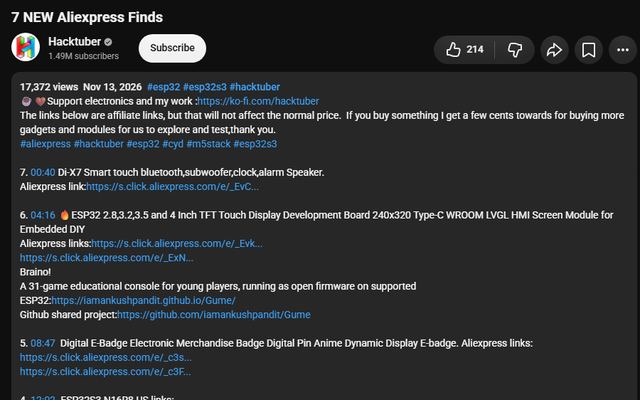 7 NEW Aliexpress Finds
Hacktuber
1.49M subscribers
Subscribe
214
17,372 views Nov 13, 2026 #esp32 #esp32s3 #hacktuber
Support electronics and my work :https://ko-fi.com/hacktuber
The links below are affiliate links, but that will not affect the normal price. If you buy something I get a few cents towards for buying more
gadgets and modules for us to explore and test,thank you.
#aliexpress #hacktuber #esp32 #cyd #m5stack #esp32s3
7. 00:40 Di-X7 Smart touch bluetooth,subwoofer,clock,alarm Speaker.
Aliexpress link:https://s.click.aliexpress.com/e/_EvC...
6. 04:16 🔥ESP32 2.8,3.2,3.5 and 4 Inch TFT Touch Display Development Board 240x320 Type-C WROOM LVGL HMI Screen Module for
Embedded DIY
Aliexpress links:https://s.click.aliexpress.com/e/_Evk...
https://s.click.aliexpress.com/e/_ExN...
Braino!
A 31-game educational console for young players, running as open firmware on supported
ESP32:https://iamankushpandit.github.io/Gume/
Github shared project:https://github.com/iamankushpandit/Gume
5. 08:47 Digital E-Badge Electronic Merchandise Badge Digital Pin Anime Dynamic Display E-badge. Aliexpress links:
https://s.click.aliexpress.com/e/_c3s...
https://s.click.aliexpress.com/e/_c3F...
4. 12:02 ESP32S3 N16R8 US links: